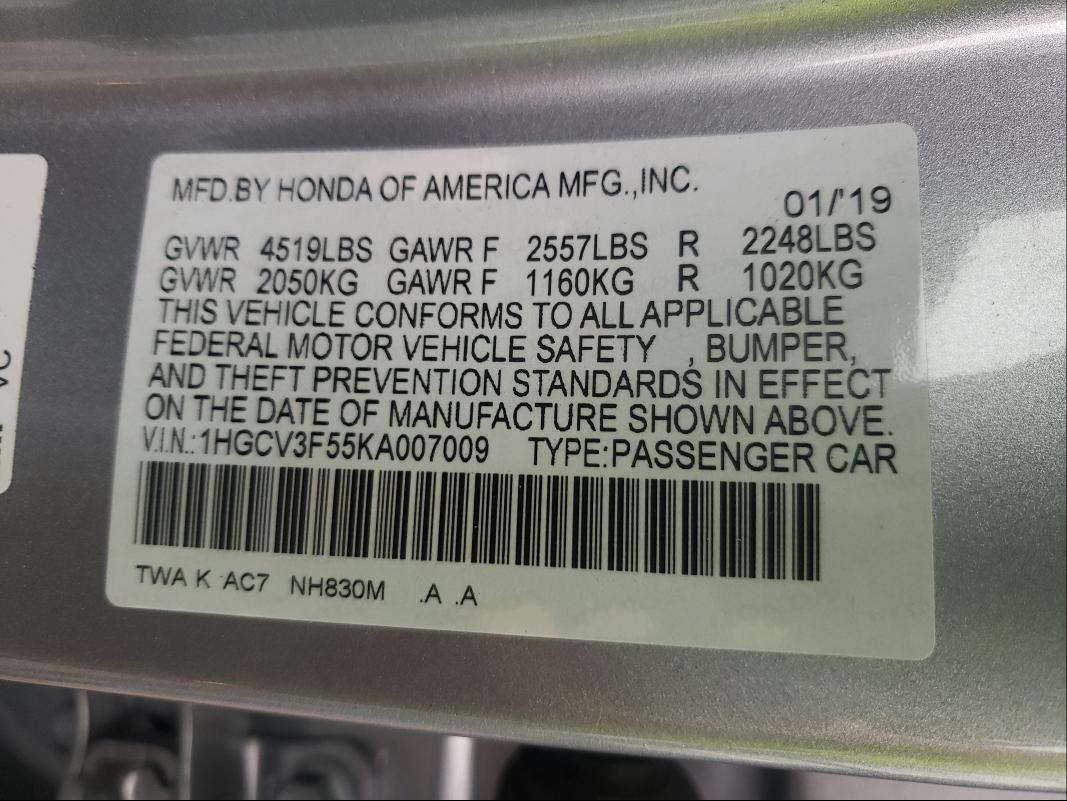 MFD.BY HONDA OF AMERICA MFG.,INC.
01/'19
GVWR 4519LBS GAWR F 2557LBS R 2248LBS
GVWR 2050KG GAWR F 1160KG R 1020KG
THIS VEHICLE CONFORMS TO ALL APPLICABLE
FEDERAL MOTOR VEHICLE SAFETY , BUMPER,
AND THEFT PREVENTION STANDARDS IN EFFECT
ON THE DATE OF MANUFACTURE SHOWN ABOVE.
V.I.N.:1HGCV3F55KA007009 TYPE:PASSENGER CAR
TWA K AC7 NH830M .A .A